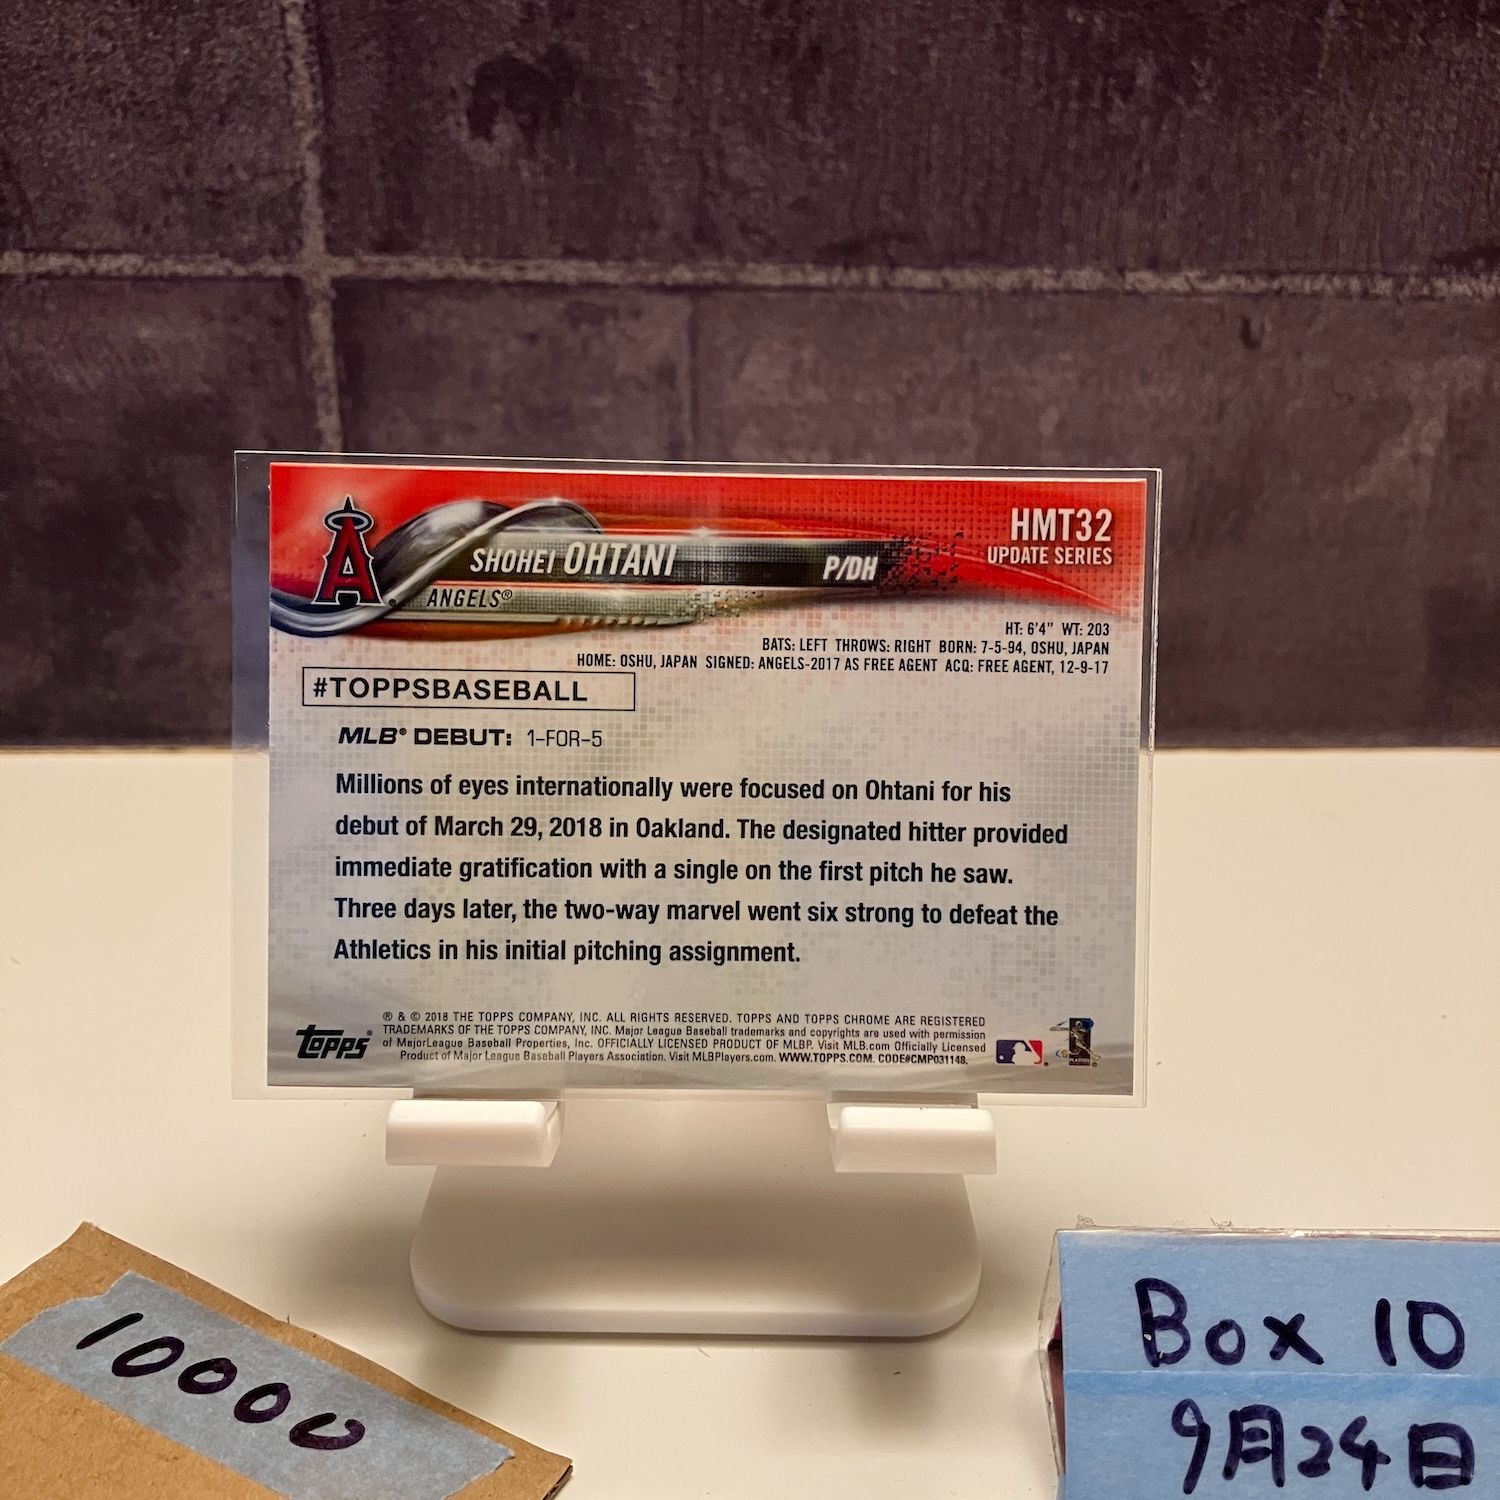 HMT32
UPDATE SERIES
SHOHEI OHTANI
P/DH
ANGELS®
HT: 6'4" WT: 203
BATS: LEFT THROWS: RIGHT BORN: 7-5-94, OSHU, JAPAN
HOME: OSHU, JAPAN SIGNED: ANGELS-2017 AS FREE AGENT ACQ: FREE AGENT, 12-9-17
#TOPPSBASEBALL
MLB® DEBUT: 1-FOR-5
Millions of eyes internationally were focused on Ohtani for his
debut of March 29, 2018 in Oakland. The designated hitter provided
immediate gratification with a single on the first pitch he saw.
Three days later, the two-way marvel went six strong to defeat the
Athletics in his initial pitching assignment.
® & © 2018 THE TOPPS COMPANY, INC. ALL RIGHTS RESERVED. TOPPS AND TOPPS CHROME ARE REGISTERED
TRADEMARKS OF THE TOPPS COMPANY, INC. Major League Baseball trademarks and copyrights are used with permission
of Major League Baseball Properties, Inc. OFFICIALLY LICENSED PRODUCT OF MLBP. Visit MLB.com Officially Licensed
Product of Major League Baseball Players Association. Visit MLBPlayers.com. WWW.TOPPS.COM. CODE#CMP031148.
Topps®
10000
Box 10
9月24日